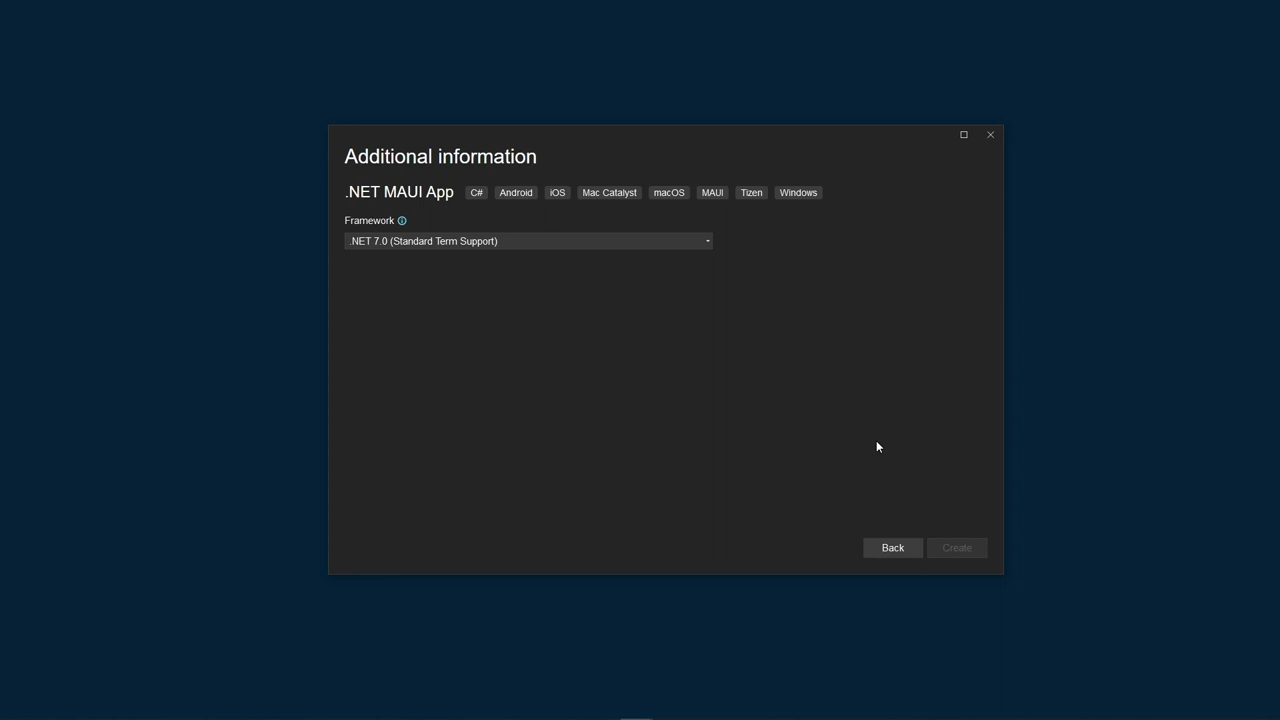 Additional information
.NET MAUI App C# Android iOS Mac Catalyst macOS MAUI Tizen Windows
Framework
.NET 7.0 (Standard Term Support)
Back Create